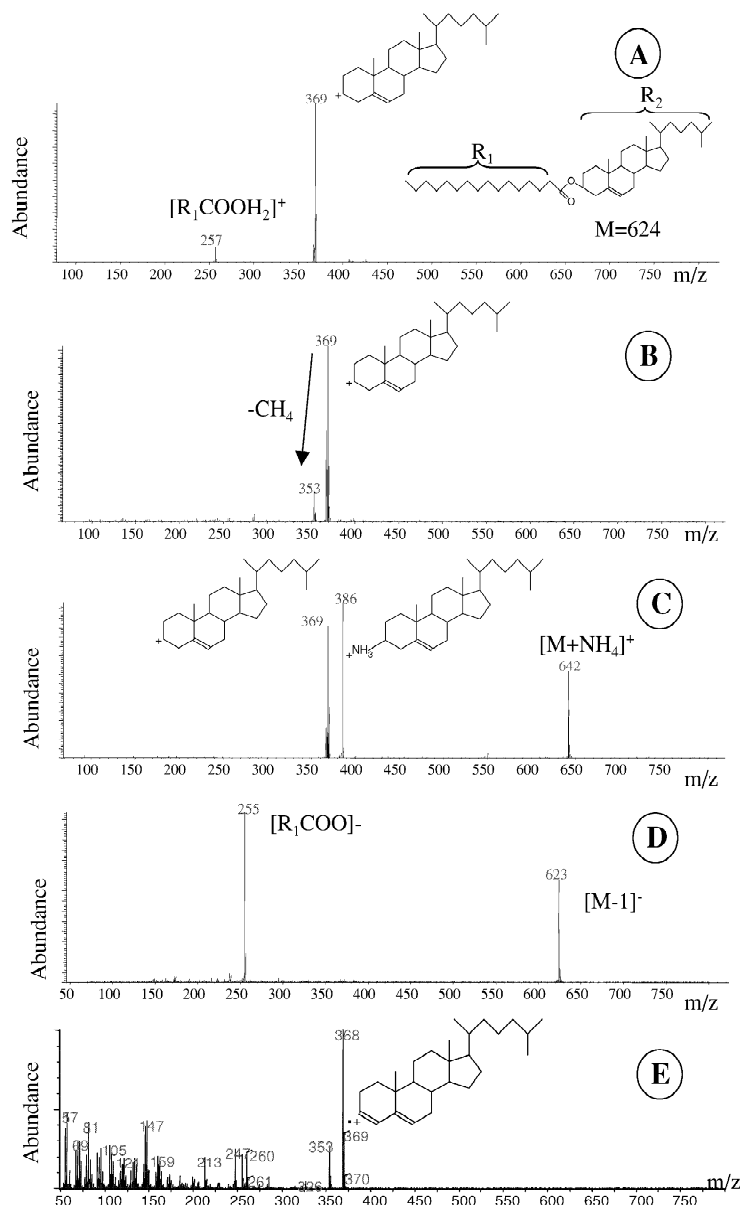 A
R2
R1
O
O
M=624
369
[R1COOH2]+
257
+
Abundance
100 150 200 250 300 350 400 450 500 550 600 650 700 750 m/z
B
369
-CH4
353
+
Abundance
100 150 200 250 300 350 400 450 500 550 600 650 700 750
m/z
C
386
369
+
+NH3
[M+NH4]+
642
Abundance
100 150 200 250 300 350 400 450 500 550 600 650 700 750
m/z
255
[R1COO]-
D
623
[M-1]-
Abundance
50 100 150 200 250 300 350 400 450 500 550 600 650 700 750
m/z
368
E
+
369
57
81
69
105
147
159
213
247
260
261
353
370
Abundance
50 100 150 200 250 300 350 400 450 500 550 600 650 700 750 m/z